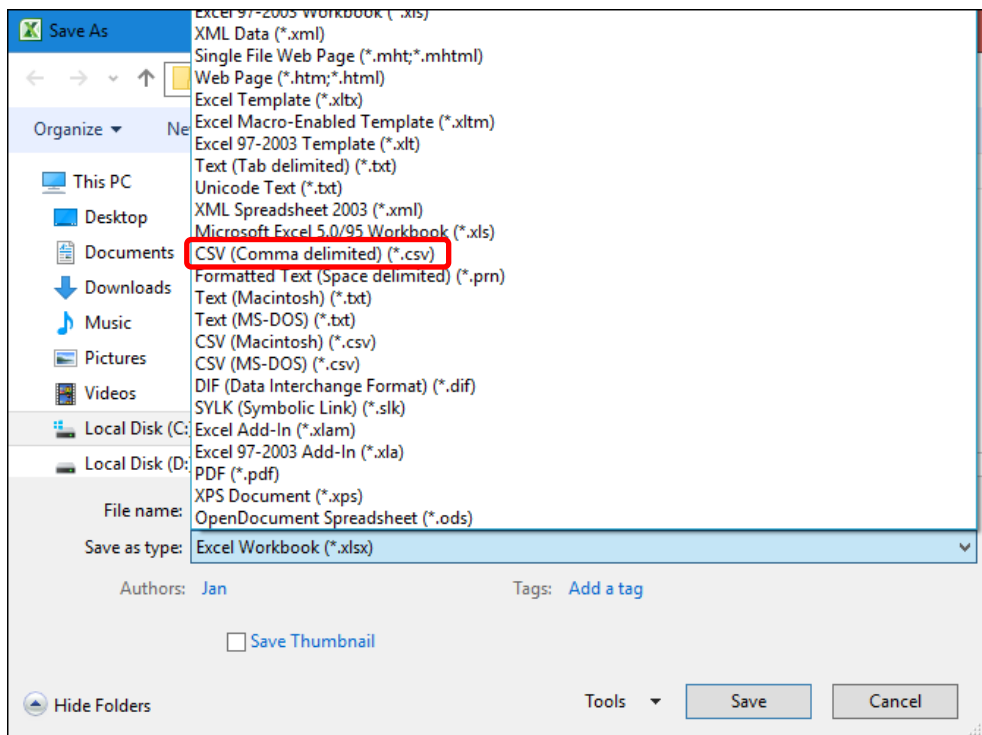 Save As
Excel 97-2003 Workbook (*.xls)
XML Data (*.xml)
Single File Web Page (*.mht;*.mhtml)
Web Page (*.htm;*.html)
Excel Template (*.xltx)
Organize
Ne
Excel Macro-Enabled Template (*.xltm)
Excel 97-2003 Template (*.xlt)
Text (Tab delimited) (*.txt)
This PC
Unicode Text (*.txt)
Desktop
XML Spreadsheet 2003 (*.xml)
Microsoft Excel 5.0/95 Workbook (*.xls)
Documents
CSV (Comma delimited) (*.csv)
Formatted Text (Space delimited) (*.prn)
Downloads
Text (Macintosh) (*.txt)
Music
Text (MS-DOS) (*.txt)
CSV (Macintosh) (*.csv)
Pictures
CSV (MS-DOS) (*.csv)
DIF (Data Interchange Format) (*.dif)
Videos
SYLK (Symbolic Link) (*.slk)
Local Disk (C:
Excel Add-In (*.xlam)
Excel 97-2003 Add-In (*.xla)
Local Disk (D:
PDF (*.pdf)
XPS Document (*.xps)
File name:
OpenDocument Spreadsheet (*.ods)
Save as type: Excel Workbook (*.xlsx)
Authors: Jan
Tags: Add a tag
Save Thumbnail
Hide Folders
Tools
Save
Cancel